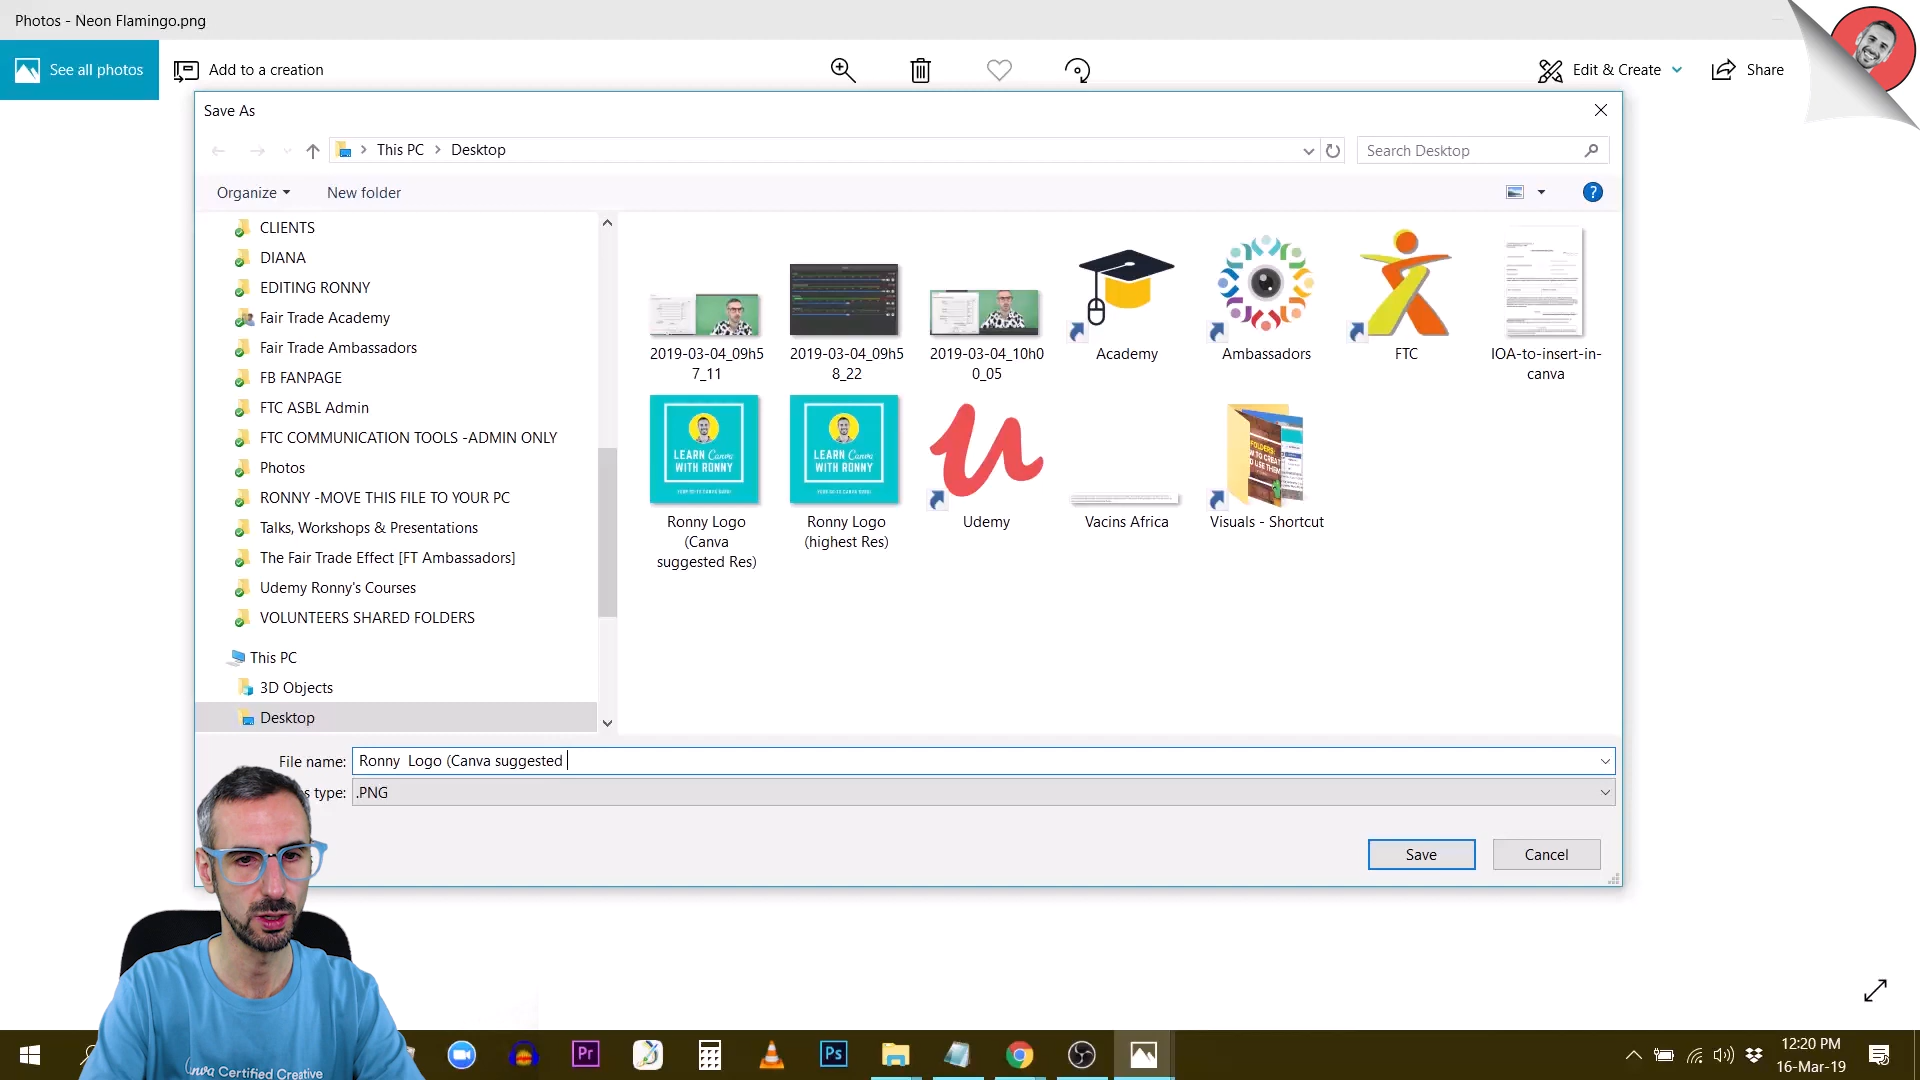 Photos - Neon Flamingo.png
See all photos
Add to a creation
Edit & Create
Share
Save As
This PC > Desktop
Search Desktop
Organize
New folder
?
CLIENTS
DIANA
EDITING RONNY
Fair Trade Academy
Fair Trade Ambassadors
FB FANPAGE
FTC ASBL Admin
FTC COMMUNICATION TOOLS -ADMIN ONLY
Photos
RONNY -MOVE THIS FILE TO YOUR PC
Talks, Workshops & Presentations
The Fair Trade Effect [FT Ambassadors]
Udemy Ronny's Courses
VOLUNTEERS SHARED FOLDERS
This PC
3D Objects
Desktop
2019-03-04_09h5
7_11
2019-03-04_09h5
8_22
2019-03-04_10h0
0_05
Academy
Ambassadors
FTC
IOA-to-insert-in-
canva
LEARN Canva
WITH RONNY
LEARN Canva
WITH RONNY
Ronny Logo
(Canva
suggested Res)
Ronny Logo
(highest Res)
Udemy
Vacins Africa
Visuals - Shortcut
File name:
Ronny  Logo (Canva suggested
s type:
.PNG
Save
Cancel
Canva Certified Creative
Pr
Ps
12:20 PM
16-Mar-19